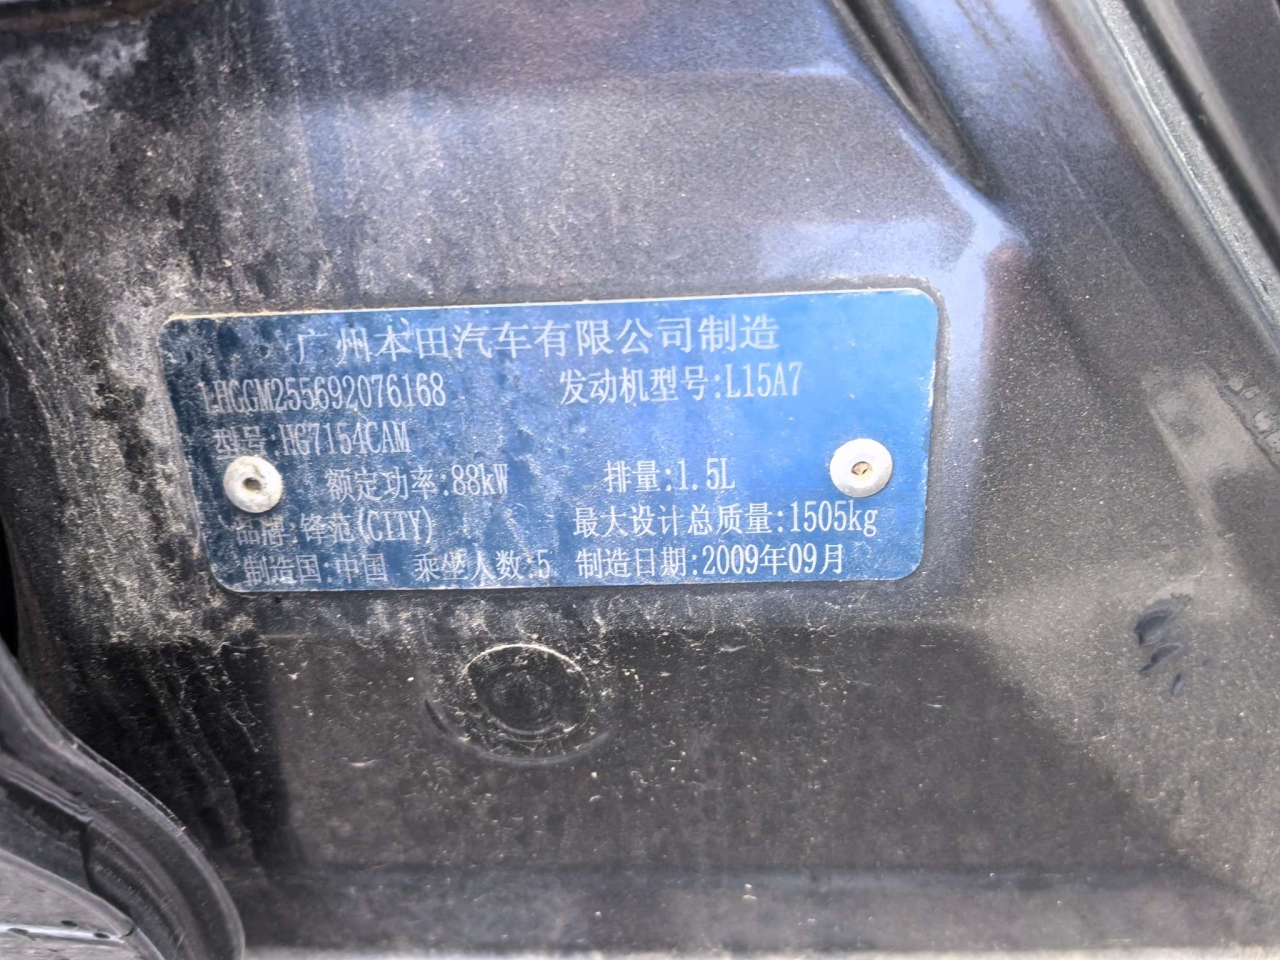 广州本田汽车有限公司制造
LHCGM255692076168 发动机型号:L15A7
型号:HG7154CAM
额定功率:88kW 排量:1.5L
品牌:锋范(CITY) 最大设计总质量:1505kg
制造国:中国 乘坐人数:5 制造日期:2009年09月